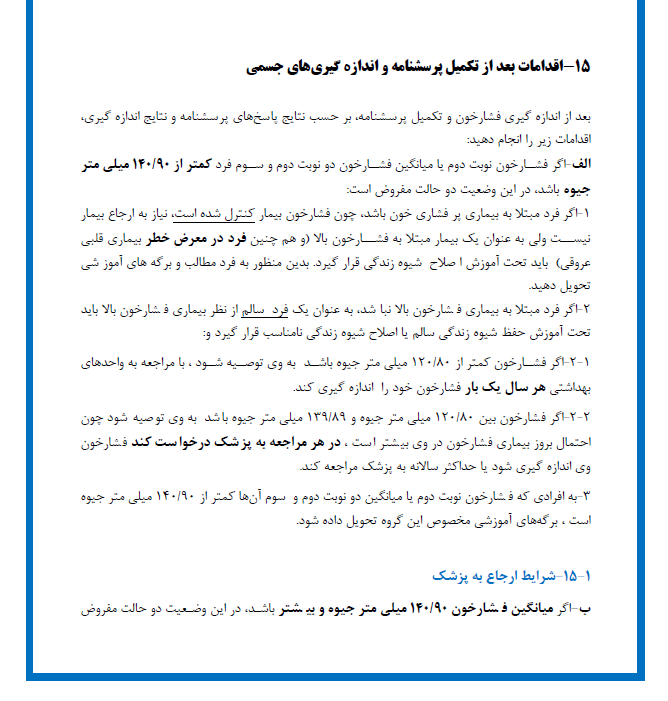 ۱۵-اقدامات بعد از تکمیل پرسشنامه و اندازه گیری‌های جسمی
بعد از اندازه گیری فشارخون و تکمیل پرسشنامه، بر حسب نتایج پاسخ‌های پرسشنامه و نتایج اندازه گیری،
اقدامات زیر را انجام دهید:
الف-اگر فشارخون نوبت دوم یا میانگین فشارخون دو نوبت دوم و سوم فرد کمتر از ۱۴۰/۹۰ میلی متر
جیوه باشد، در این وضعیت دو حالت مفروض است:
۱-اگر فرد مبتلا به بیماری پر فشاری خون باشد، چون فشارخون بیمار کنترل شده است، نیاز به ارجاع بیمار
نیست ولی به عنوان یک بیمار مبتلا به فشارخون بالا (و هم چنین فرد در معرض خطر بیماری قلبی
عروقی) باید تحت آموزش ا صلاح شیوه زندگی قرار گیرد. بدین منظور به فرد مطالب و برگه های آموز شی
تحویل دهید.
۲-اگر فرد مبتلا به بیماری ف شارخون بالا نبا شد، به عنوان یک فرد سالم از نظر بیماری ف شارخون بالا باید
تحت آموزش حفظ شیوه زندگی سالم یا اصلاح شیوه زندگی نامناسب قرار گیرد و:
۲-۱-اگر فشارخون کمتر از ۱۲۰/۸۰ میلی متر جیوه باشد به وی توصیه شود ، با مراجعه به واحدهای
بهداشتی هر سال یک بار فشارخون خود را اندازه گیری کند.
۲-۲-اگر فشارخون بین ۱۲۰/۸۰ میلی متر جیوه و ۱۳۹/۸۹ میلی متر جیوه با شد به وی توصیه شود چون
احتمال بروز بیماری فشارخون در وی بیشتر ا ست ، در هر مراجعه به پز شک درخوا ست کند فشارخون
وی اندازه گیری شود یا حداکثر سالانه به پزشک مراجعه کند.
۳-به افرادی که ف شارخون نوبت دوم یا میانگین دو نوبت دوم و سوم آن‌ها کمتر از ۱۴۰/۹۰ میلی متر جیوه
است ، برگه‌های آموزشی مخصوص این گروه تحویل داده شود.
۱۵-۱-شرایط ارجاع به پزشک
ب-اگر میانگین ف شارخون ۱۴۰/۹۰ میلی متر جیوه و بی شتر باشد، در این وضعیت دو حالت مفروض